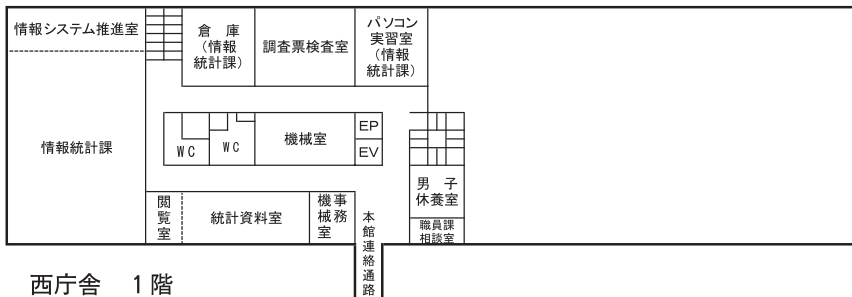 情報システム推進室
倉　庫
(情報
統計課)
調査票検査室
パソコン
実習室
(情報
統計課)
情報統計課
ＷＣ
ＷＣ
機械室
EP
EV
男　子
休養室
職員課
相談室
閲覧室
統計資料室
事務
機械室
本館連絡通路
西庁舎　１階